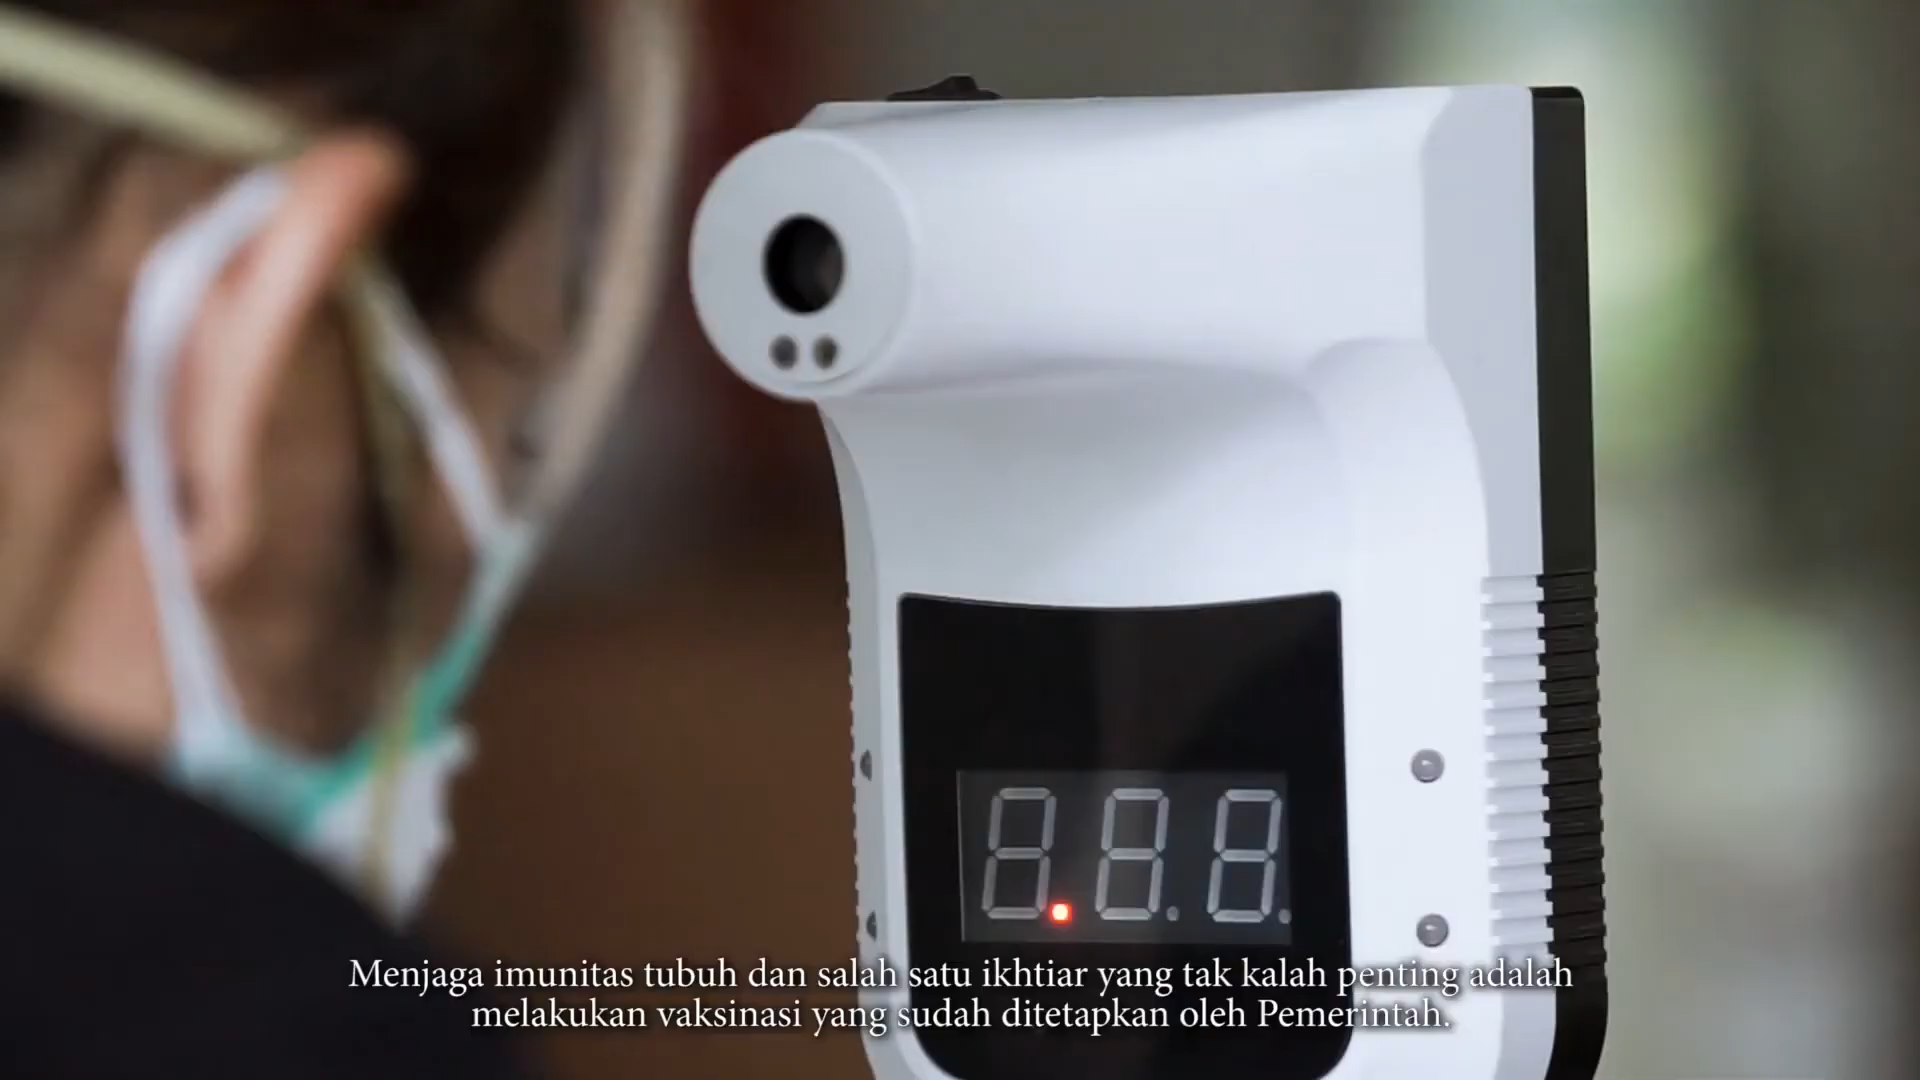 Menjaga imunitas tubuh dan salah satu ikhtiar yang tak kalah penting adalah
melakukan vaksinasi yang sudah ditetapkan oleh Pemerintah.